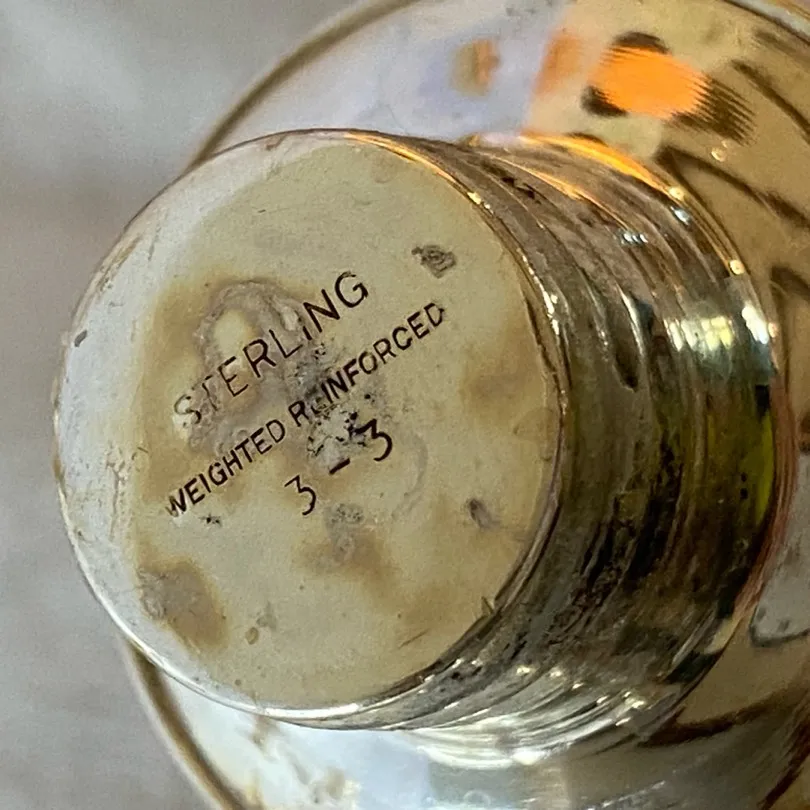 STERLING
WEIGHTED REINFORCED
3-3